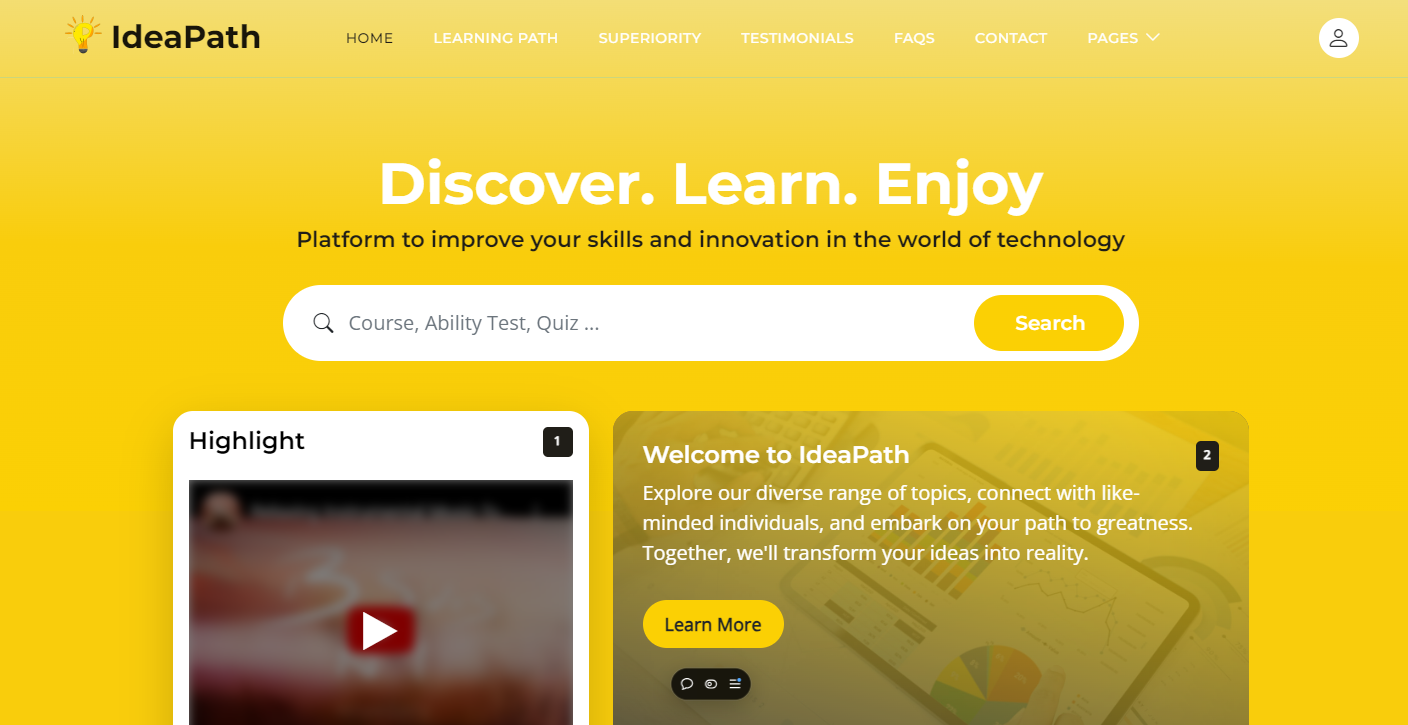 IdeaPath
HOME
LEARNING PATH
SUPERIORITY
TESTIMONIALS
FAQS
CONTACT
PAGES
Discover. Learn. Enjoy
Platform to improve your skills and innovation in the world of technology
Course, Ability Test, Quiz ...
Search
Highlight
1
Welcome to IdeaPath
2
Explore our diverse range of topics, connect with like-
minded individuals, and embark on your path to greatness.
Together, we'll transform your ideas into reality.
Learn More